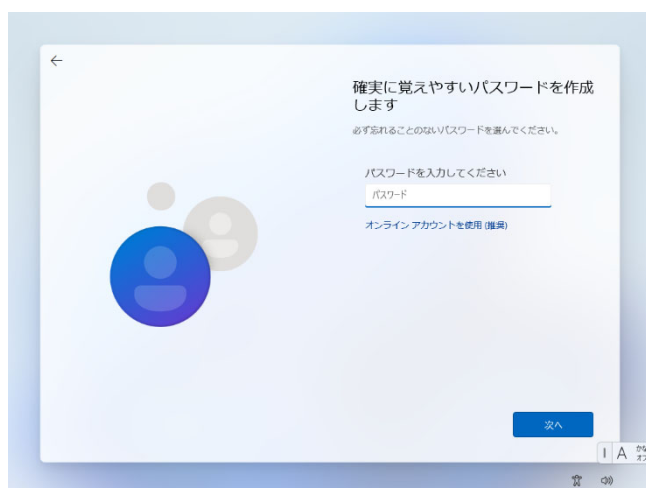 確実に覚えやすいパスワードを作成
します
必ず忘れることのないパスワードを選んでください。
パスワードを入力してください
パスワード
オンライン アカウントを使用 (推奨)
次へ
A